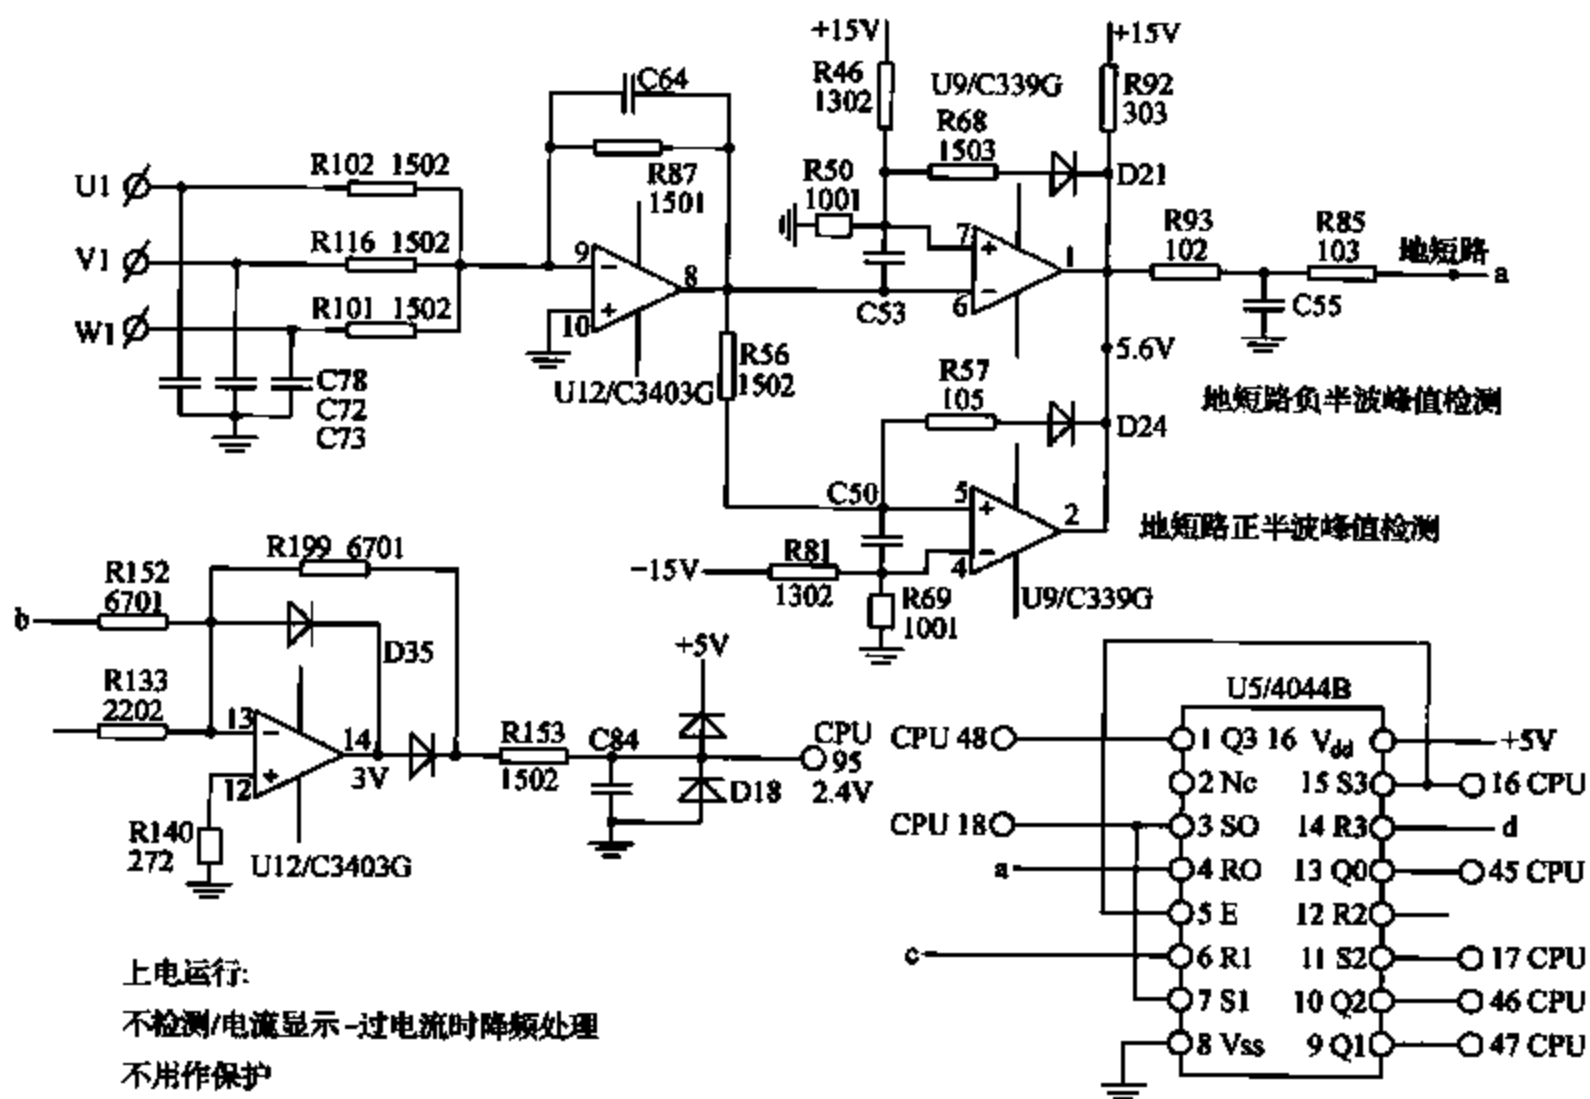 +15V
+15V
R46
1302
U9/C339G
R92
303
C64
R68
1503
R102 1502
R87
1501
R50
1001
D21
U1
R116 1502
R93
102
R85
103
地短路
V1
9
8
7
1
a
R101 1502
6
C53
C55
W1
10
R56
1502
5.6V
U12/C3403G
R57
105
地短路负半波峰值检测
C78
C72
C73
D24
C50
5
2
地短路正半波峰值检测
R199 6701
R81
-15V
4
R152
6701
1302
R69
1001
U9/C339G
b
D35
+5V
R133
2202
U5/4044B
13
14
R153
1502
C84
CPU
95
2.4V
3V
12
D18
R140
272
U12/C3403G
CPU 48 1 Q3 16 Vdd +5V
2 Nc 15 S3 16 CPU
CPU 18 3 SO 14 R3 d
a 4 RO 13 Q0 45 CPU
5 E 12 R2
c 6 R1 11 S2 17 CPU
7 S1 10 Q2 46 CPU
8 Vss 9 Q1 47 CPU
上电运行:
不检测/电流显示-过电流时降频处理
不用作保护